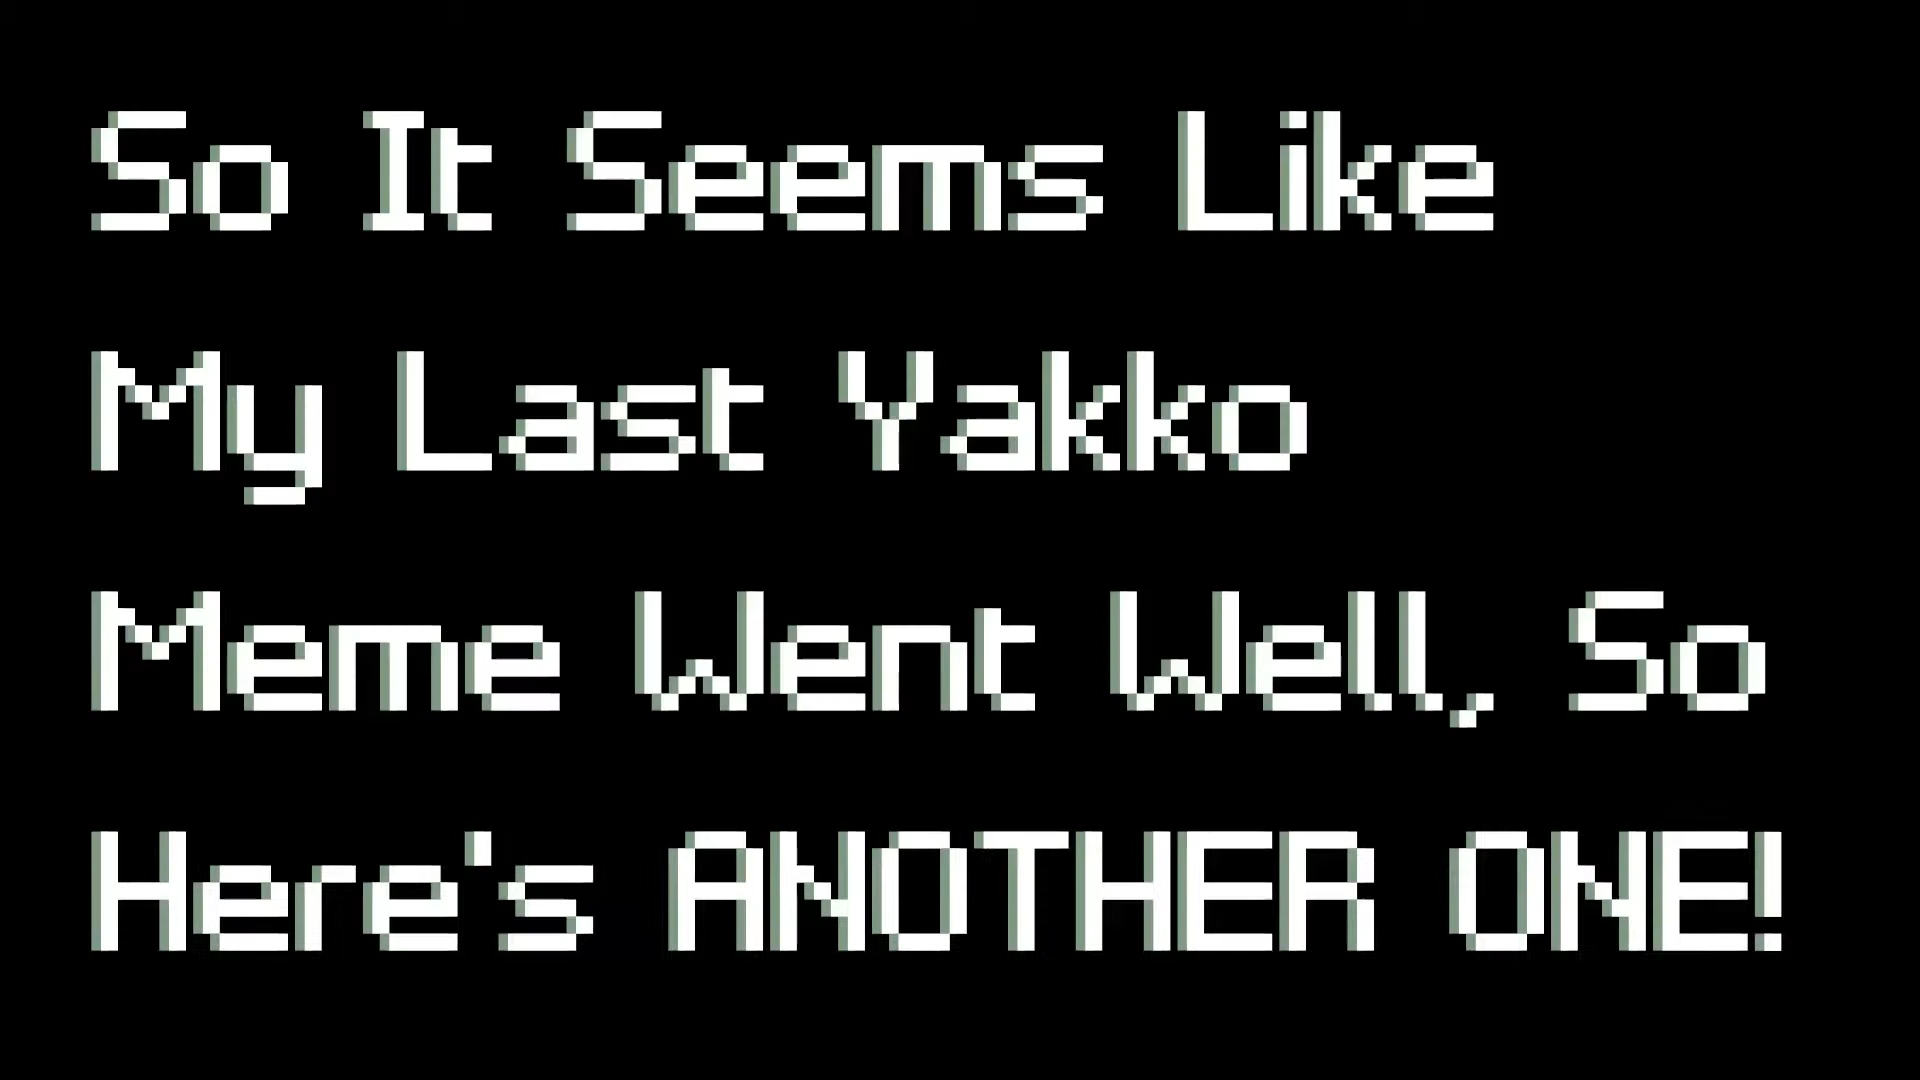 So It Seems Like
My Last Yakko
Meme Went Well, So
Here's ANOTHER ONE!